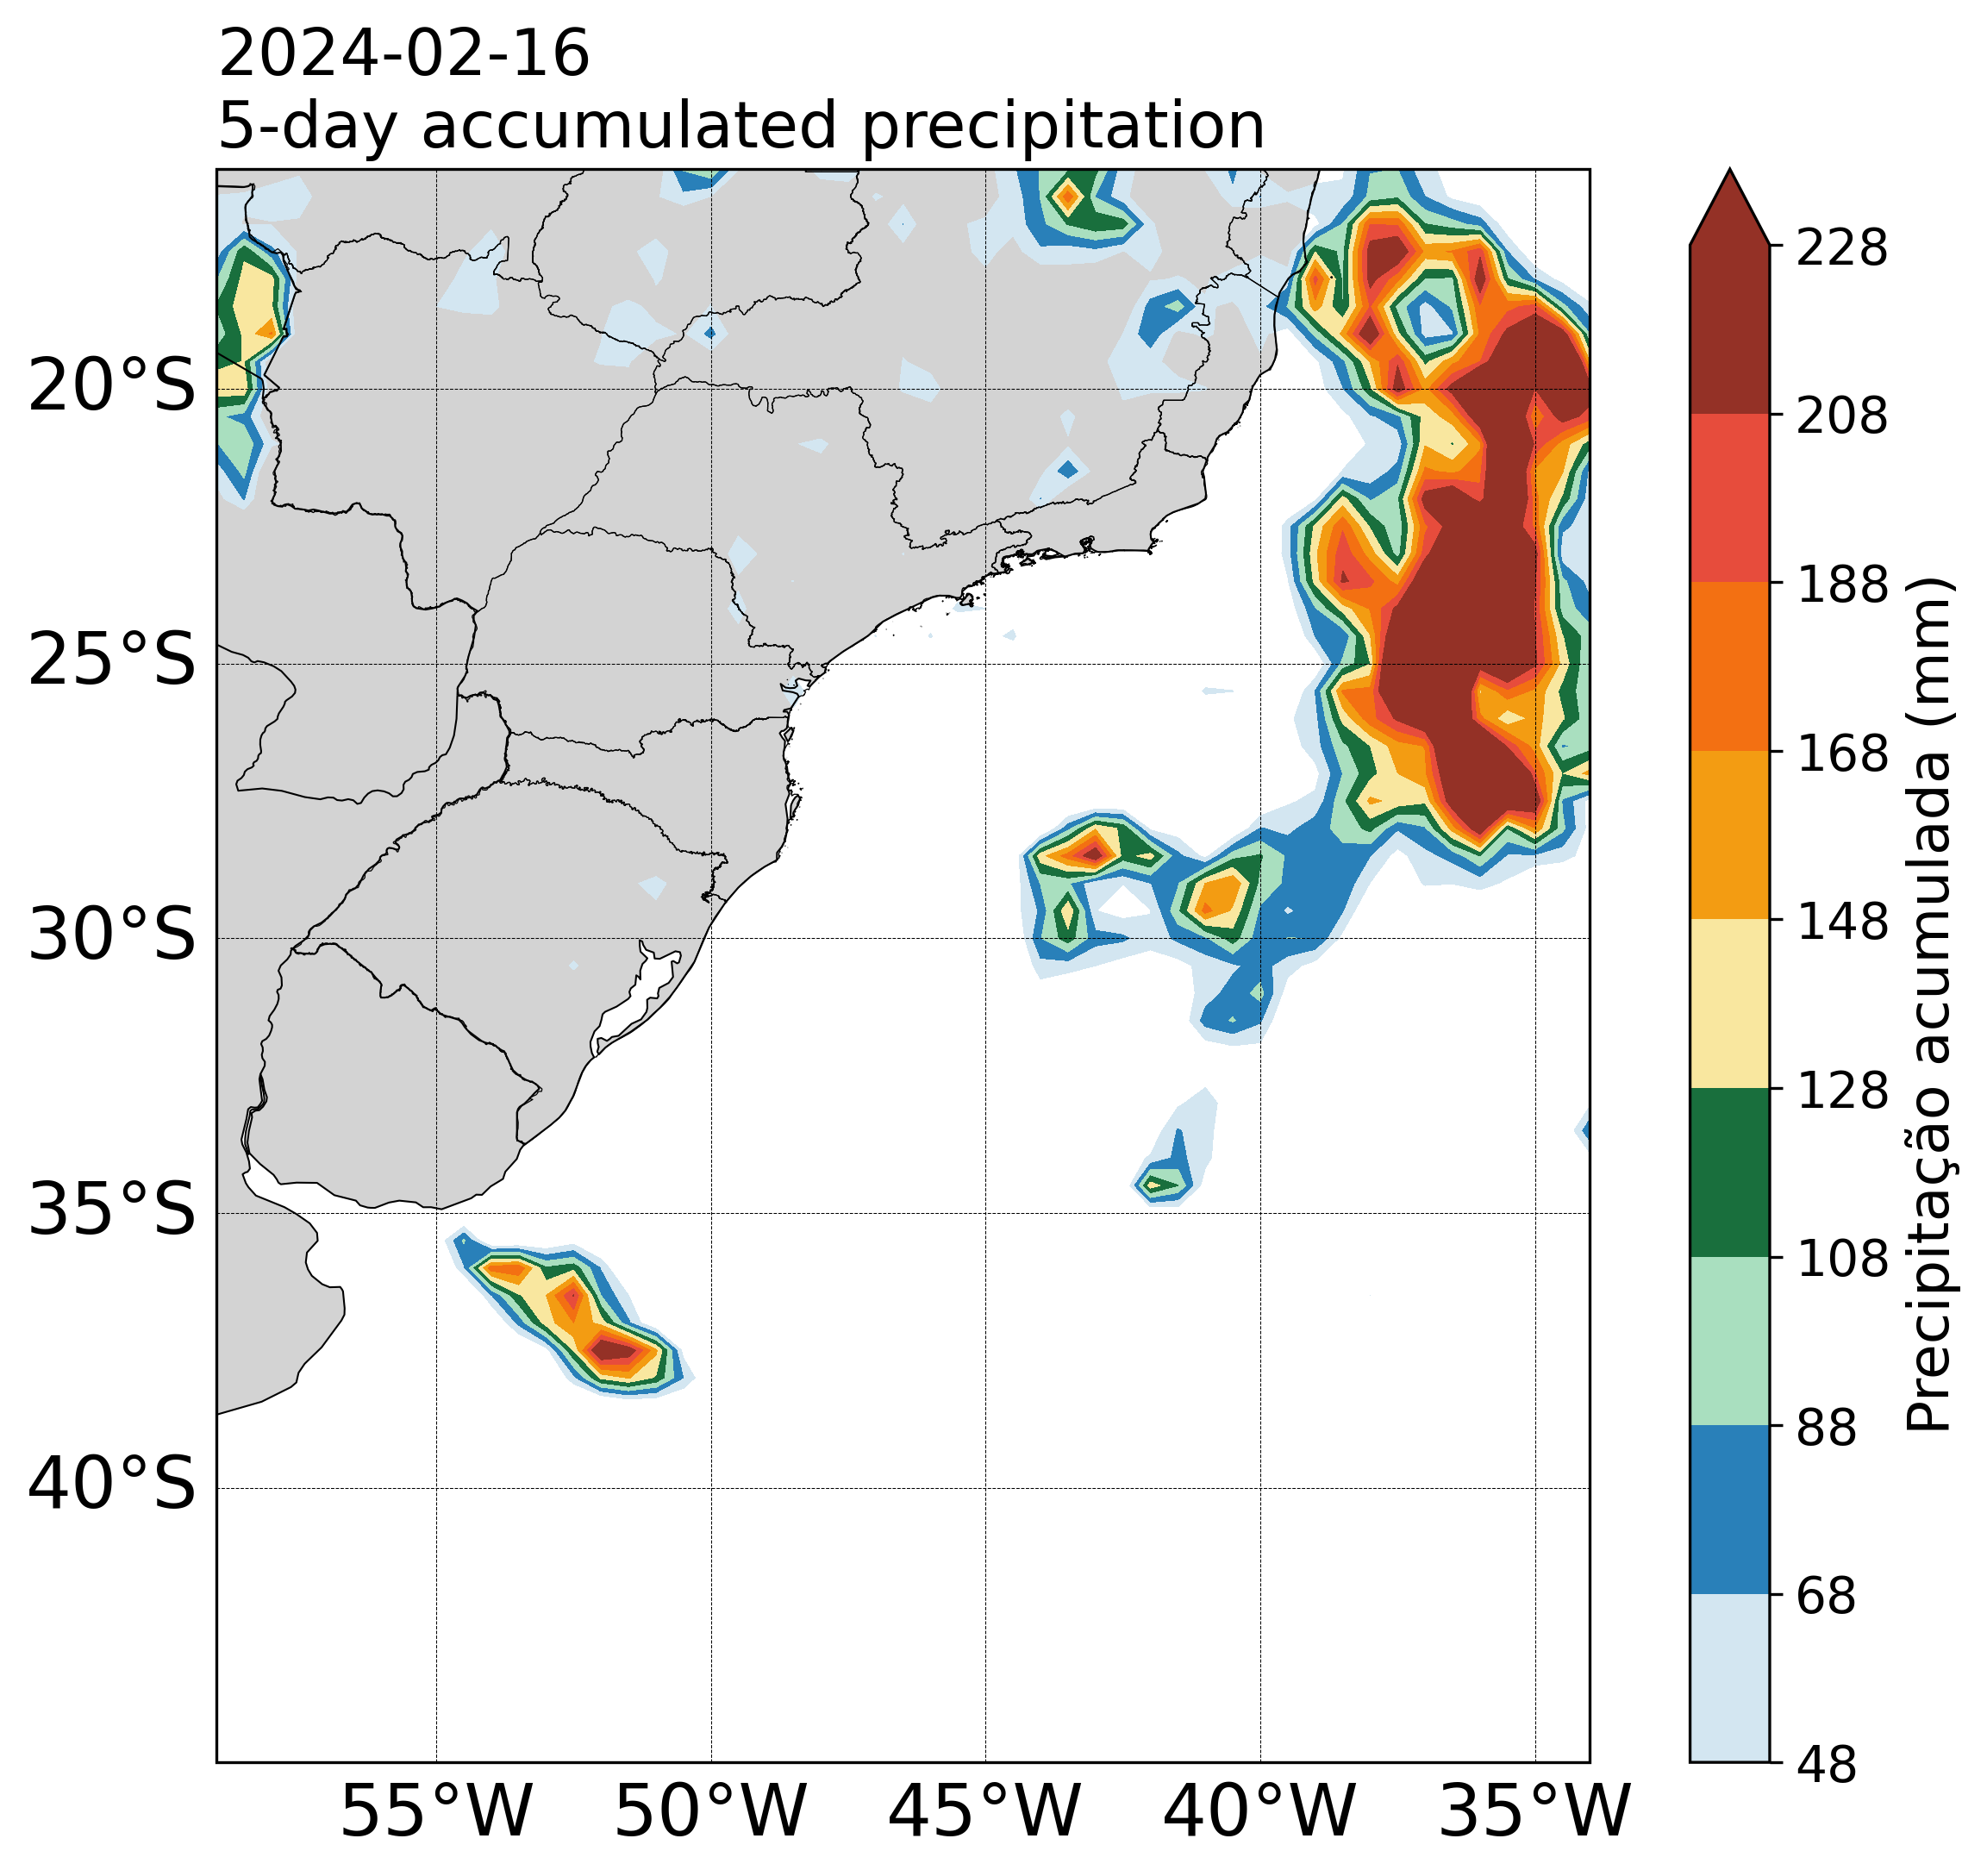 2024-02-16
5-day accumulated precipitation
20°S
25°S
30°S
35°S
40°S
55°W
50°W
45°W
40°W
35°W
228
208
188
168
148
128
108
88
68
48
Precipitação acumulada (mm)